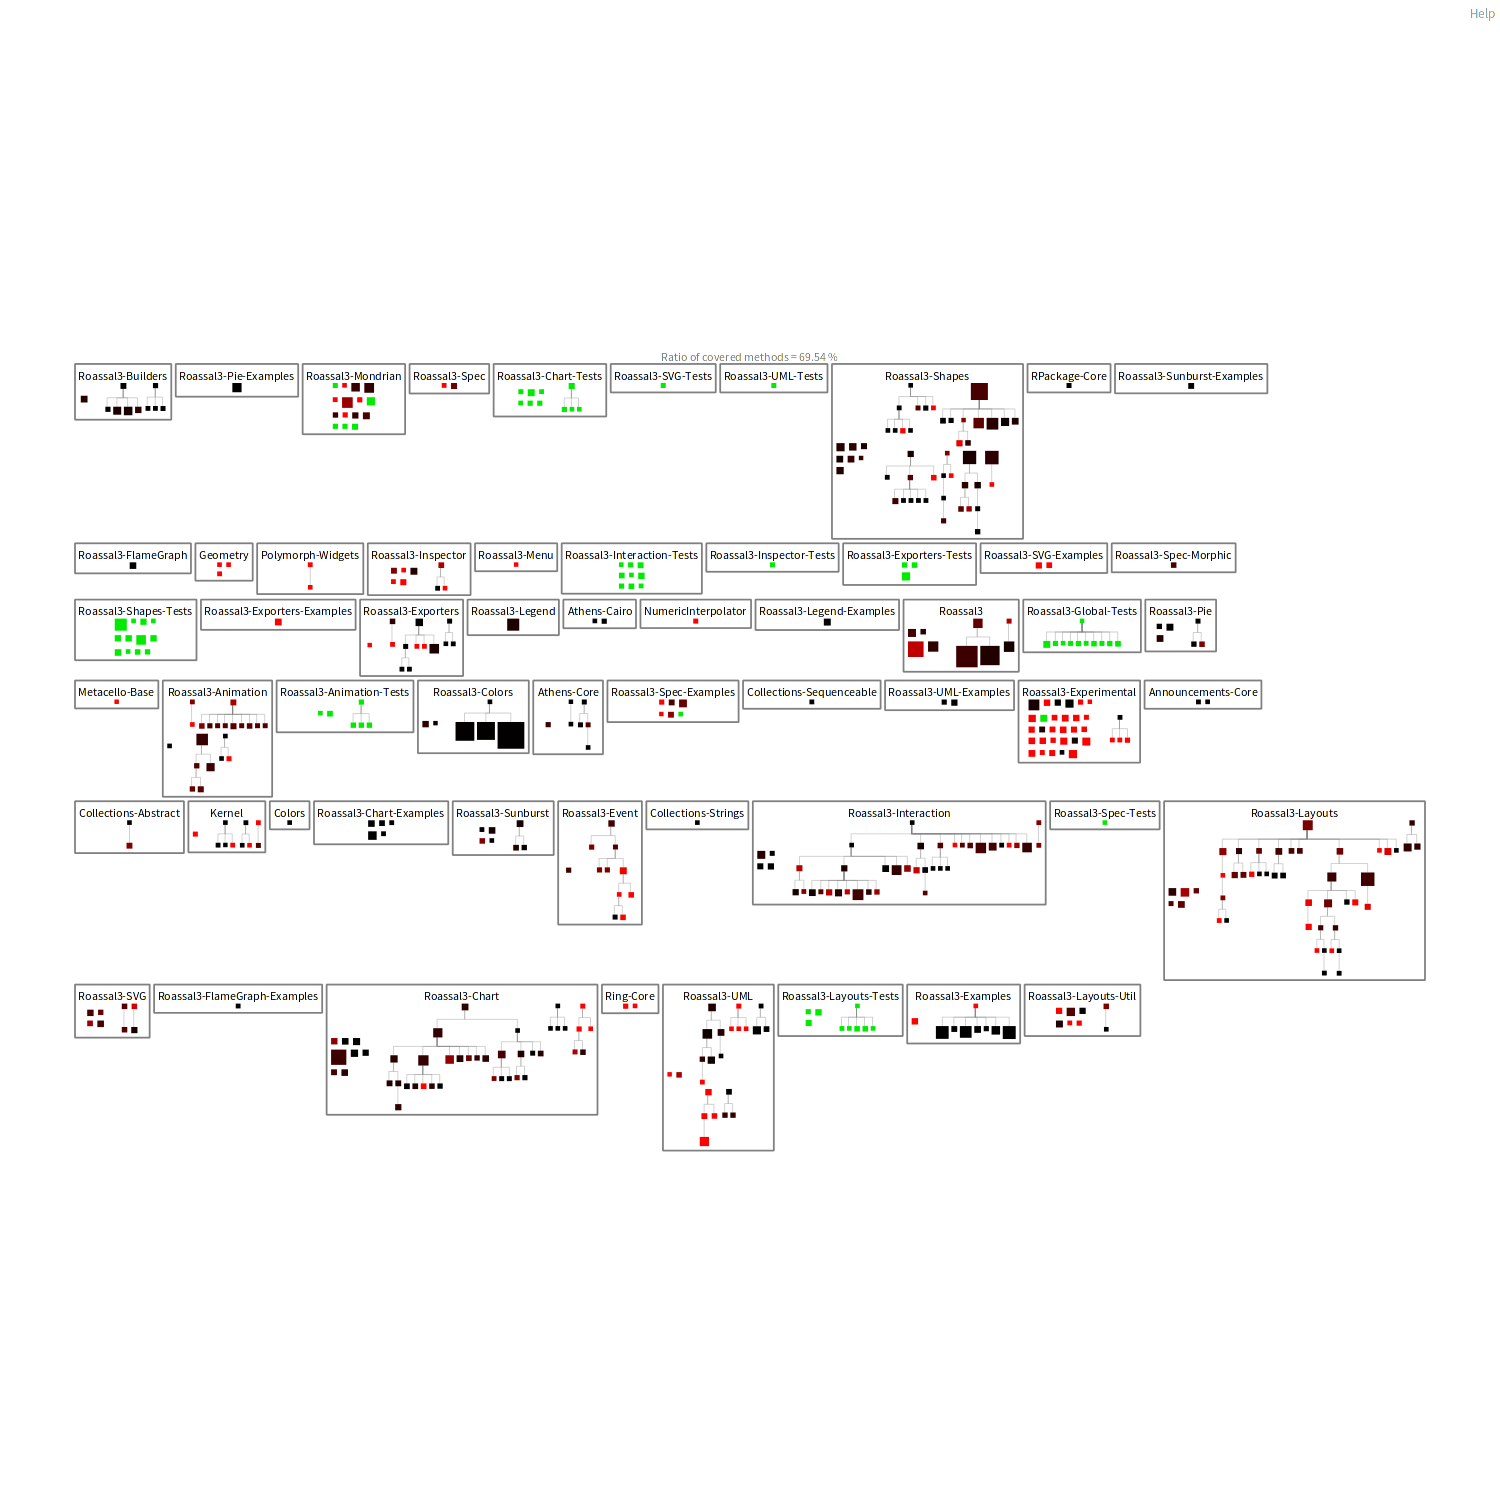 Help
Ratio of covered methods = 69.54 %
Roassal3-Builders
Roassal3-Pie-Examples
Roassal3-Mondrian
Roassal3-Spec
Roassal3-Chart-Tests
Roassal3-SVG-Tests
Roassal3-UML-Tests
Roassal3-Shapes
RPackage-Core
Roassal3-Sunburst-Examples
Roassal3-FlameGraph
Geometry
Polymorph-Widgets
Roassal3-Inspector
Roassal3-Menu
Roassal3-Interaction-Tests
Roassal3-Inspector-Tests
Roassal3-Exporters-Tests
Roassal3-SVG-Examples
Roassal3-Spec-Morphic
Roassal3-Shapes-Tests
Roassal3-Exporters-Examples
Roassal3-Exporters
Roassal3-Legend
Athens-Cairo
NumericInterpolator
Roassal3-Legend-Examples
Roassal3
Roassal3-Global-Tests
Roassal3-Pie
Metacello-Base
Roassal3-Animation
Roassal3-Animation-Tests
Roassal3-Colors
Athens-Core
Roassal3-Spec-Examples
Collections-Sequenceable
Roassal3-UML-Examples
Roassal3-Experimental
Announcements-Core
Collections-Abstract
Kernel
Colors
Roassal3-Chart-Examples
Roassal3-Sunburst
Roassal3-Event
Collections-Strings
Roassal3-Interaction
Roassal3-Spec-Tests
Roassal3-Layouts
Roassal3-SVG
Roassal3-FlameGraph-Examples
Roassal3-Chart
Ring-Core
Roassal3-UML
Roassal3-Layouts-Tests
Roassal3-Examples
Roassal3-Layouts-Util